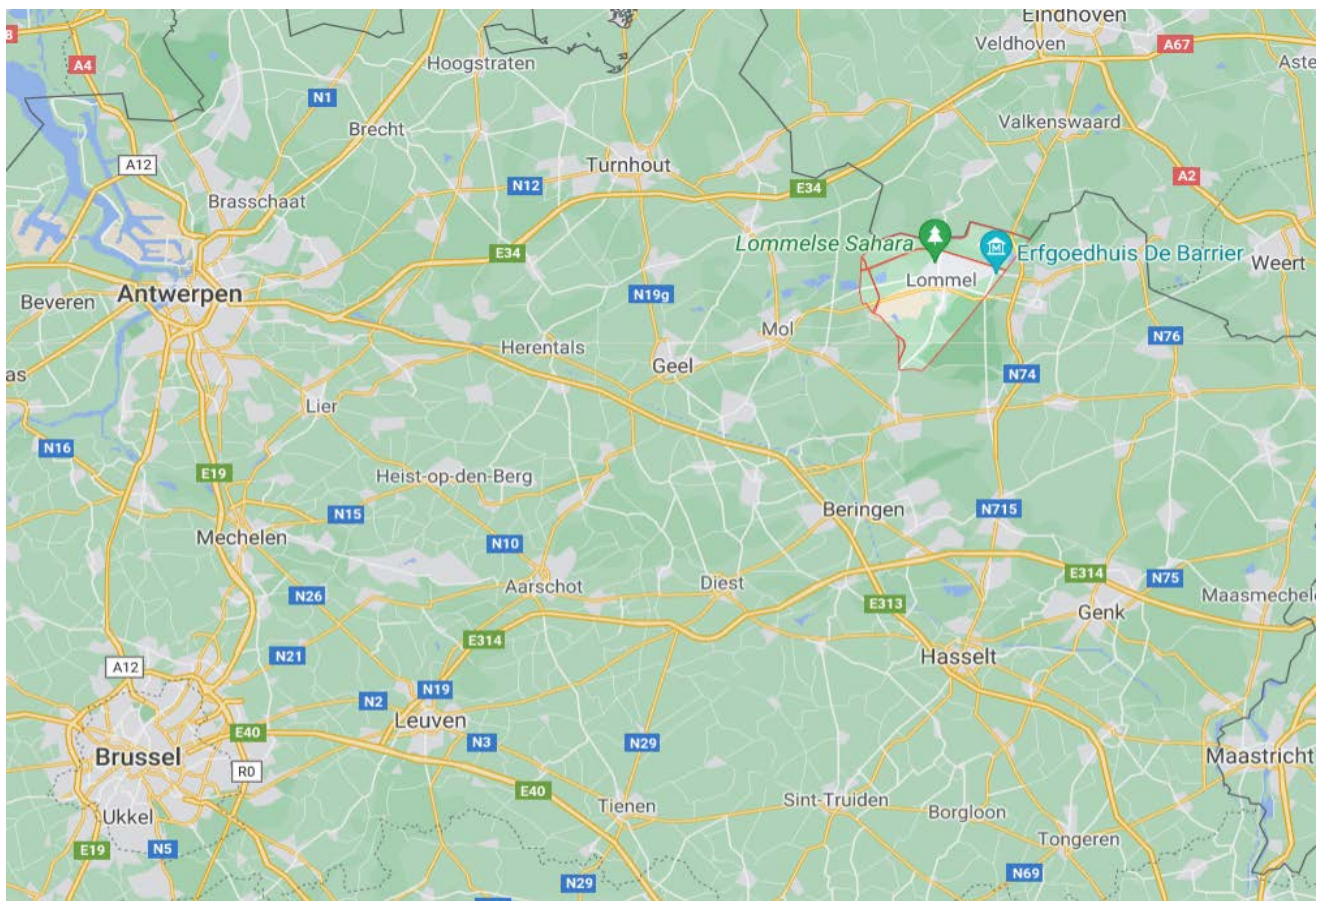 Eindhoven
Veldhoven
A67
Aste
A4
Hoogstraten
N1
Brecht
Valkenswaard
A12
Turnhout
A2
N12
E34
Brasschaat
Lommelse Sahara
Erfgoedhuis De Barrier
E34
Weert
Lommel
Beveren
Antwerpen
N19g
Mol
N76
Herentals
Geel
as
N74
Lier
N16
E19
Heist-op-den-Berg
N15
Beringen
N715
Mechelen
N10
Aarschot
Diest
E314
N75
Maasmechele
N26
E313
Genk
E314
N21
Hasselt
A12
N19
N2
Leuven
E40
N3
N29
Brussel
R0
Maastricht
E40
Tienen
Sint-Truiden
Borgloon
Ukkel
Tongeren
E19
N5
N29
N69